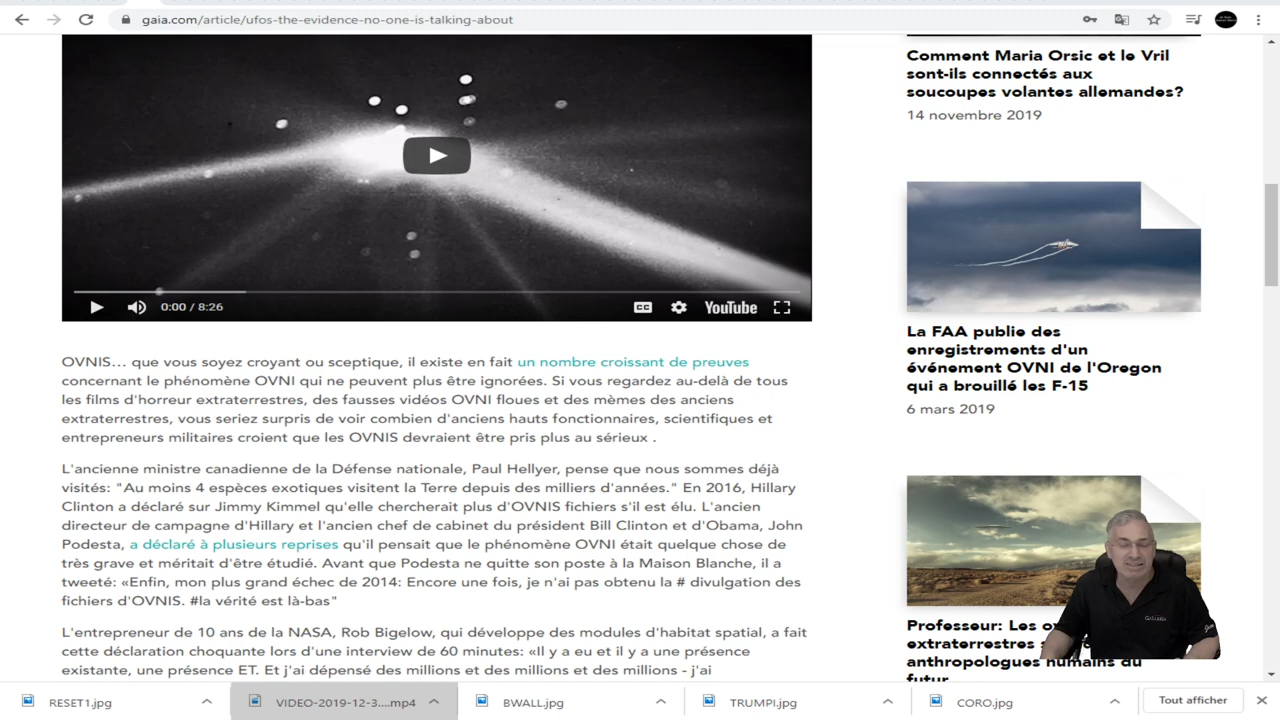 gaia.com/article/ufos-the-evidence-no-one-is-talking-about
0:00 / 8:26
CC
YouTube
OVNIS... que vous soyez croyant ou sceptique, il existe en fait un nombre croissant de preuves
concernant le phénomène OVNI qui ne peuvent plus être ignorées. Si vous regardez au-delà de tous
les films d'horreur extraterrestres, des fausses vidéos OVNI floues et des mèmes des anciens
extraterrestres, vous seriez surpris de voir combien d'anciens hauts fonctionnaires, scientifiques et
entrepreneurs militaires croient que les OVNIS devraient être pris plus au sérieux .
L'ancienne ministre canadienne de la Défense nationale, Paul Hellyer, pense que nous sommes déjà
visités: "Au moins 4 espèces exotiques visitent la Terre depuis des milliers d'années." En 2016, Hillary
Clinton a déclaré sur Jimmy Kimmel qu'elle chercherait plus d'OVNIS fichiers s'il est élu. L'ancien
directeur de campagne d'Hillary et l'ancien chef de cabinet du président Bill Clinton et d'Obama, John
Podesta, a déclaré à plusieurs reprises qu'il pensait que le phénomène OVNI était quelque chose de
très grave et méritait d'être étudié. Avant que Podesta ne quitte son poste à la Maison Blanche, il a
tweeté: «Enfin, mon plus grand échec de 2014: Encore une fois, je n'ai pas obtenu la # divulgation des
fichiers d'OVNIS. #la vérité est là-bas"
L'entrepreneur de 10 ans de la NASA, Rob Bigelow, qui développe des modules d'habitat spatial, a fait
cette déclaration choquante lors d'une interview de 60 minutes: «Il y a eu et il y a une présence
existante, une présence ET. Et j'ai dépensé des millions et des millions et des millions - j'ai
Comment Maria Orsic et le Vril
sont-ils connectés aux
soucoupes volantes allemandes?
14 novembre 2019
La FAA publie des
enregistrements d'un
événement OVNI de l'Oregon
qui a brouillé les F-15
6 mars 2019
Professeur: Les
extraterrestres
anthropologues humains du
futur
RESET1.jpg
VIDEO-2019-12-3....mp4
BWALL.jpg
TRUMPI.jpg
CORO.jpg
Tout afficher